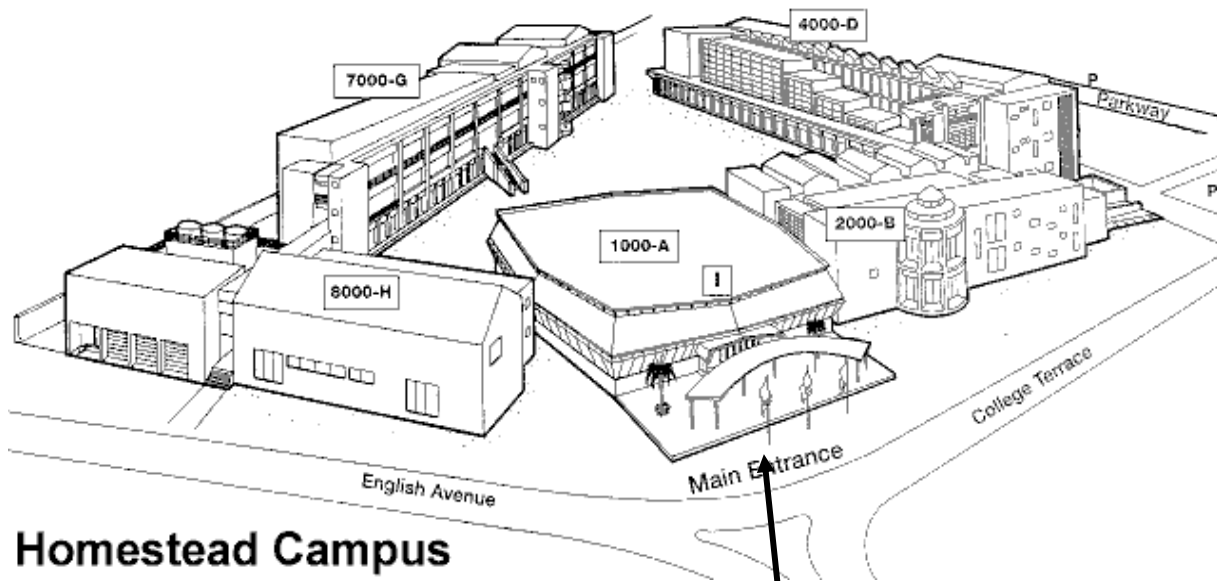 4000-D
7000-G
P
Parkway
P
2000-B
1000-A
I
8000-H
College Terrace
Main Entrance
English Avenue
Homestead Campus